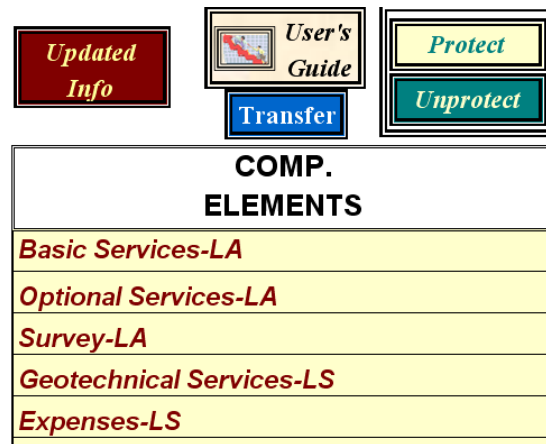 Updated
Info
User's
Guide
Transfer
Protect
Unprotect
COMP.
ELEMENTS
Basic Services-LA
Optional Services-LA
Survey-LA
Geotechnical Services-LS
Expenses-LS